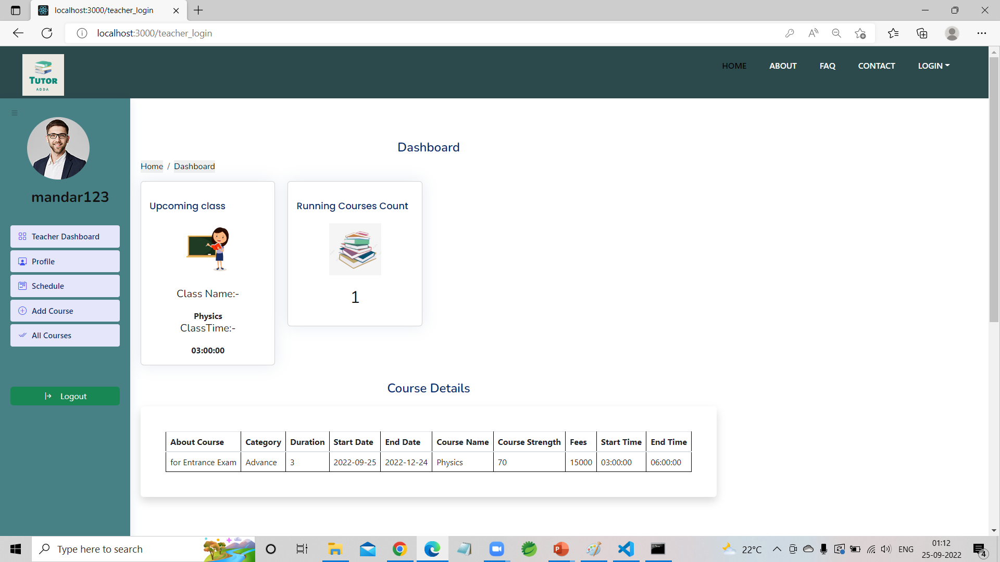 localhost:3000/teacher_login
localhost:3000/teacher_login
TUTOR
ADDA
HOME ABOUT FAQ CONTACT LOGIN
mandar123
Teacher Dashboard
Profile
Schedule
Add Course
All Courses
Logout
Dashboard
Home / Dashboard
Upcoming class
Class Name:-
Physics
ClassTime:-
03:00:00
Running Courses Count
1
Course Details
About Course Category Duration Start Date End Date Course Name Course Strength Fees Start Time End Time
for Entrance Exam Advance 3 2022-09-25 2022-12-24 Physics 70 15000 03:00:00 06:00:00
Type here to search
22°C
ENG
01:12
25-09-2022
4